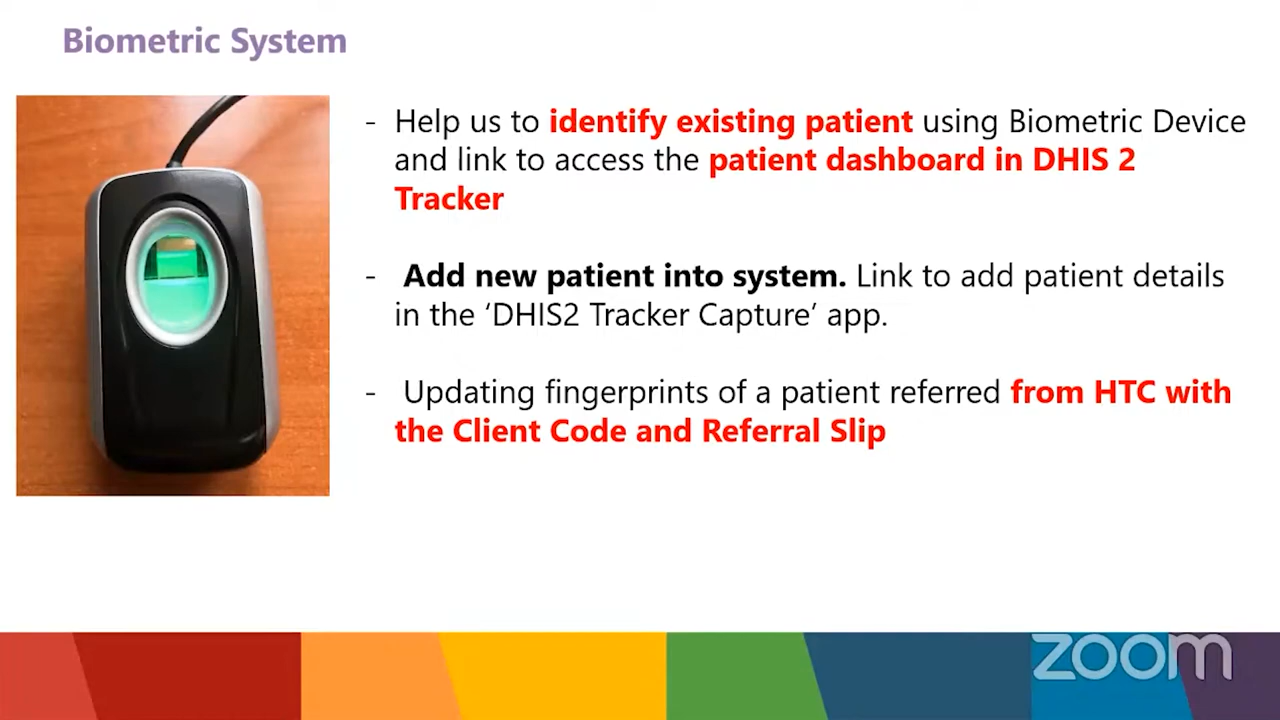 Biometric System
- Help us to identify existing patient using Biometric Device
and link to access the patient dashboard in DHIS 2
Tracker
- Add new patient into system. Link to add patient details
in the ‘DHIS2 Tracker Capture’ app.
- Updating fingerprints of a patient referred from HTC with
the Client Code and Referral Slip
zoom